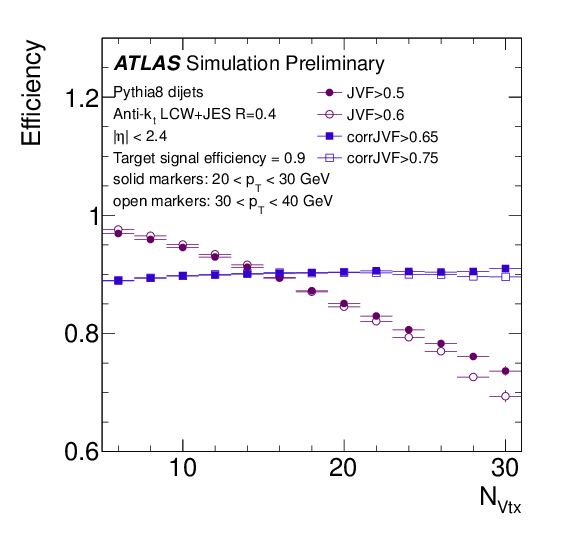 ATLAS Simulation Preliminary
Pythia8 dijets
Anti-kt LCW+JES R=0.4
|η| < 2.4
Target signal efficiency = 0.9
solid markers: 20 < pT < 30 GeV
open markers: 30 < pT < 40 GeV
JVF>0.5
JVF>0.6
corrJVF>0.65
corrJVF>0.75
Efficiency
1.2
1
0.8
0.6
10
20
30
NVtx